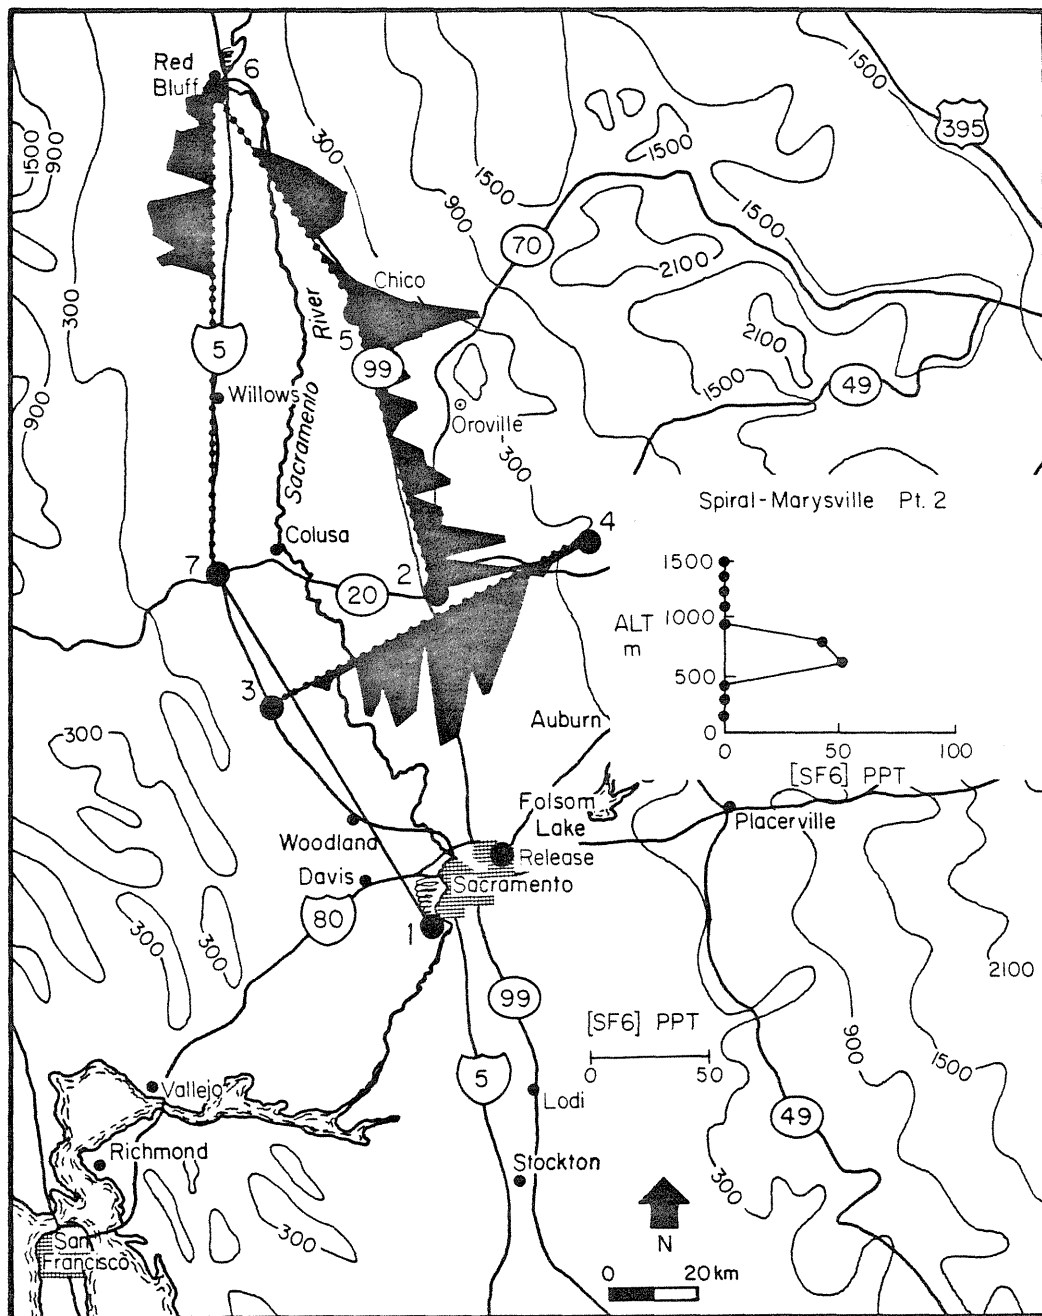 Red
Bluff
6
1500
395
300
1500
900
1500
900
1500
1500
70
2100
300
Chico
River
5
5
99
2100
49
1500
900
Willows
Sacramento
Oroville
300
Spiral-Marysville Pt. 2
4
Colusa
7
2
20
1500
1000
ALT
m
500
0
0
50
100
[SF6] PPT
3
Auburn
300
Folsom
Lake
Placerville
Woodland
Release
Davis
Sacramento
80
1
300
300
2100
99
[SF6] PPT
0
50
900
1500
5
Vallejo
Lodi
49
Richmond
Stockton
300
300
N
San
Francisco
0
20 km